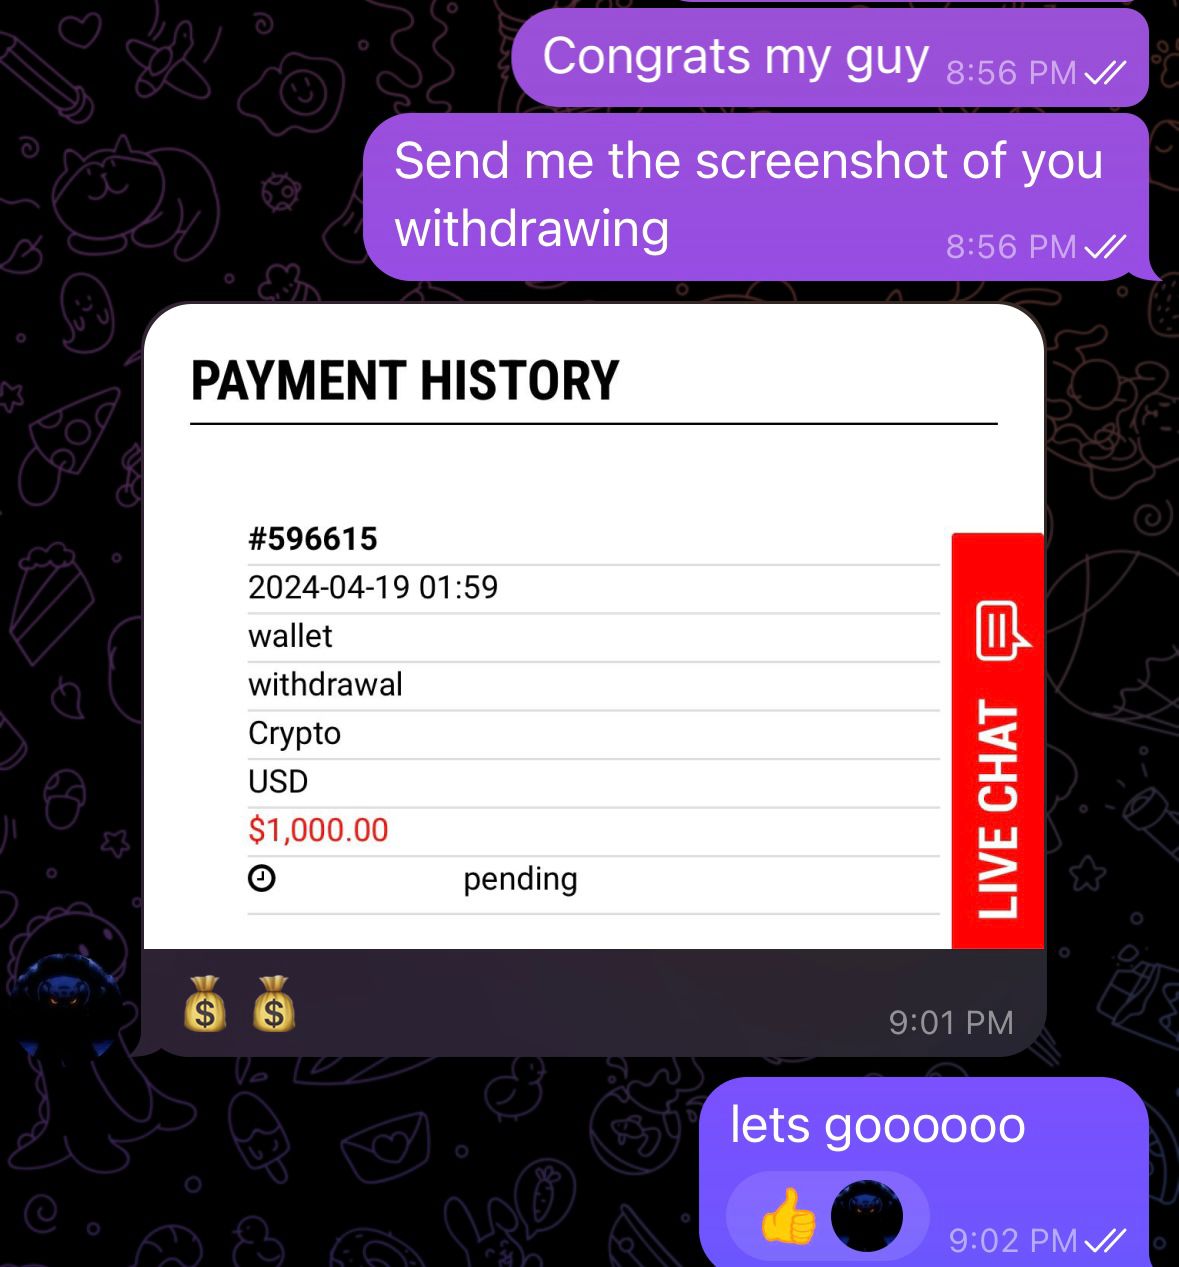 Congrats my guy 8:56 PM
Send me the screenshot of you
withdrawing 8:56 PM
PAYMENT HISTORY
#596615
2024-04-19 01:59
wallet
withdrawal
Crypto
USD
$1,000.00
pending
LIVE CHAT
💰 💰 9:01 PM
lets goooooo
👍 9:02 PM